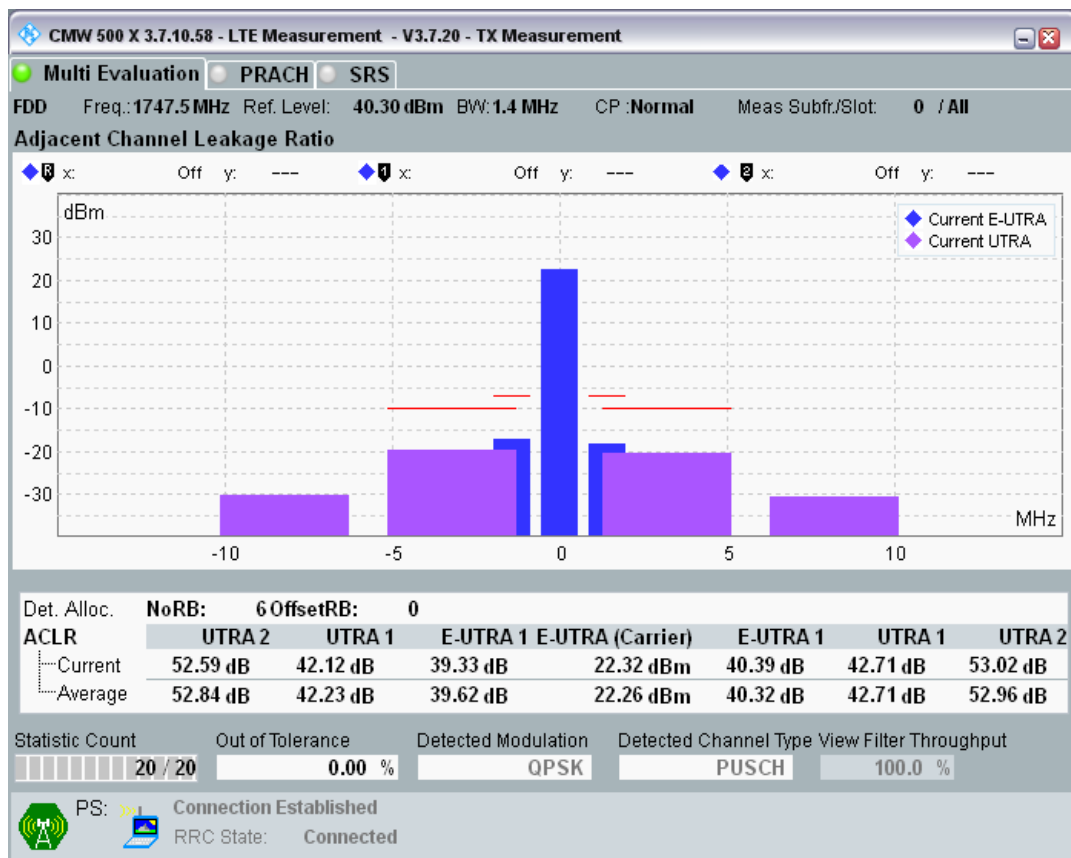 CMW 500 X 3.7.10.58 - LTE Measurement - V3.7.20 - TX Measurement
Multi Evaluation PRACH SRS
FDD Freq.:1747.5 MHz Ref. Level: 40.30 dBm BW:1.4 MHz CP :Normal Meas Subfr./Slot: 0 / All
Adjacent Channel Leakage Ratio
R x: Off y: --- 1 x: Off y: --- 2 x: Off y: ---
dBm
Current E-UTRA
Current UTRA
30
20
10
0
-10
-20
-30
MHz
-10 -5 0 5 10
Det. Alloc. NoRB: 6 OffsetRB: 0
ACLR UTRA 2 UTRA 1 E-UTRA 1 E-UTRA (Carrier) E-UTRA 1 UTRA 1 UTRA 2
Current 52.59 dB 42.12 dB 39.33 dB 22.32 dBm 40.39 dB 42.71 dB 53.02 dB
Average 52.84 dB 42.23 dB 39.62 dB 22.26 dBm 40.32 dB 42.71 dB 52.96 dB
Statistic Count Out of Tolerance Detected Modulation Detected Channel Type View Filter Throughput
20 / 20 0.00 % QPSK PUSCH 100.0 %
PS: Connection Established
RRC State: Connected